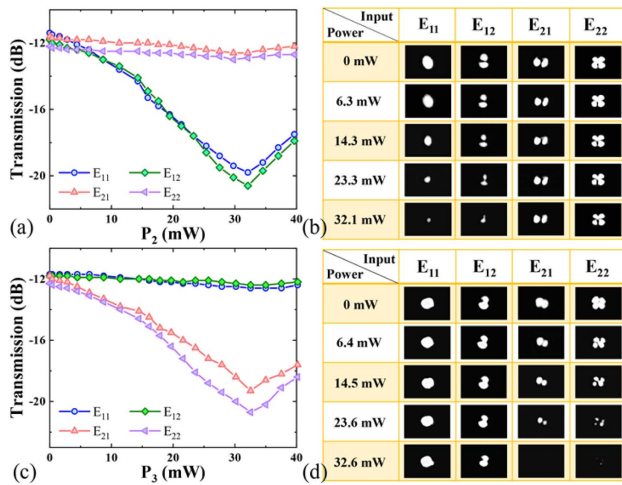 -12
-16
-20
Transmission (dB)
E11 E12
E21 E22
0 10 20 30 40
(a) P2 (mW)
Input
Power
E11 E12 E21 E22
0 mW
6.3 mW
14.3 mW
23.3 mW
32.1 mW
(b)
-12
-16
-20
Transmission (dB)
E11 E12
E21 E22
0 10 20 30 40
(c) P3 (mW)
Input
Power
E11 E12 E21 E22
0 mW
6.4 mW
14.5 mW
23.6 mW
32.6 mW
(d)